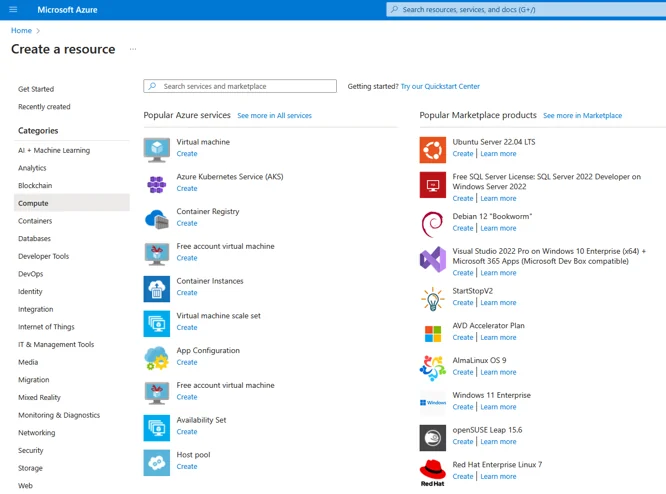 Microsoft Azure
Search resources, services, and docs (G+/)
Home >
Create a resource ...
Get Started
Recently created
Categories
AI + Machine Learning
Analytics
Blockchain
Compute
Containers
Databases
Developer Tools
DevOps
Identity
Integration
Internet of Things
IT & Management Tools
Media
Migration
Mixed Reality
Monitoring & Diagnostics
Networking
Security
Storage
Web
Search services and marketplace
Getting started? Try our Quickstart Center
Popular Azure services See more in All services
Virtual machine
Create
Azure Kubernetes Service (AKS)
Create
Container Registry
Create
Free account virtual machine
Create
Container Instances
Create
Virtual machine scale set
Create
App Configuration
Create
Free account virtual machine
Create
Availability Set
Create
Host pool
Create
Popular Marketplace products See more in Marketplace
Ubuntu Server 22.04 LTS
Create | Learn more
Free SQL Server License: SQL Server 2022 Developer on
Windows Server 2022
Create | Learn more
Debian 12 "Bookworm"
Create | Learn more
Visual Studio 2022 Pro on Windows 10 Enterprise (x64) +
Microsoft 365 Apps (Microsoft Dev Box compatible)
Create | Learn more
StartStopV2
Create | Learn more
AVD Accelerator Plan
Create | Learn more
AlmaLinux OS 9
Create | Learn more
Windows
Windows 11 Enterprise
Create | Learn more
openSUSE Leap 15.6
Create | Learn more
Red Hat
Red Hat Enterprise Linux 7
Create | Learn more